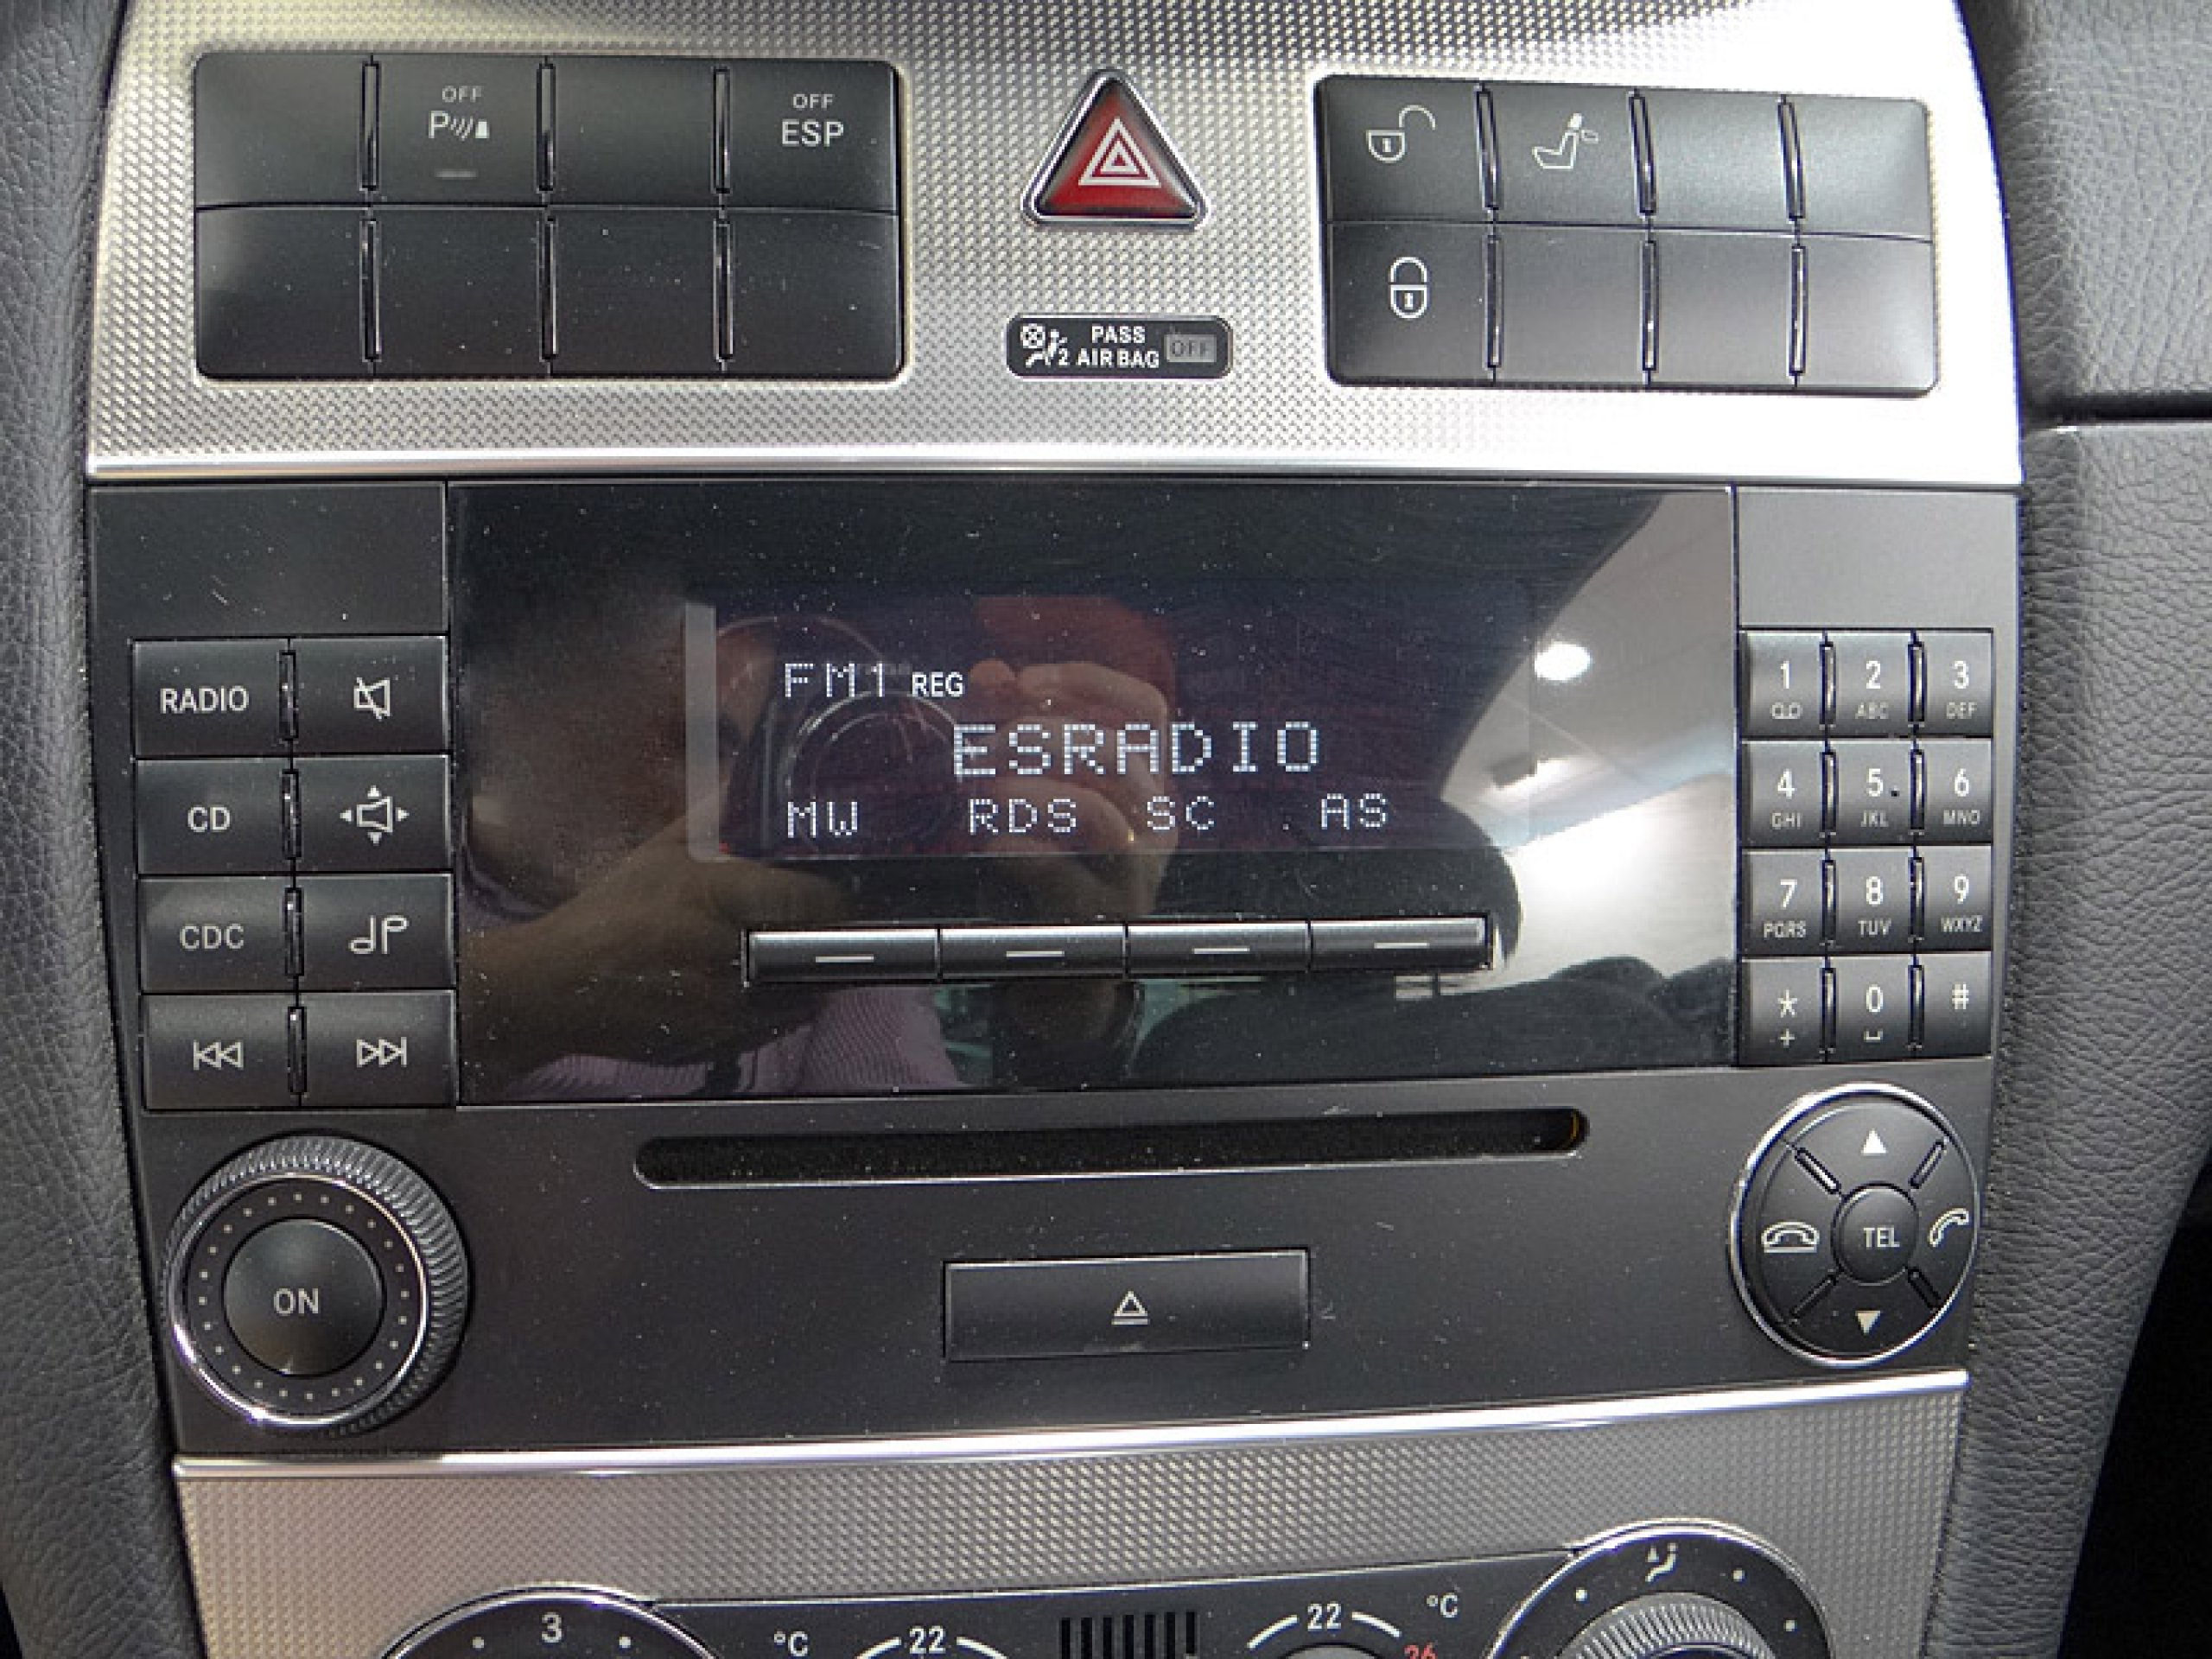 OFF
P
OFF
ESP
PASS
2 AIR BAG OFF
RADIO
CD
CDC
FM1 REG
ESRADIO
MW RDS SC AS
1 2 3
ABC DEF
4 5 6
GHI JKL MNO
7 8 9
PQRS TUV WXYZ
* 0 #
+
ON
TEL
3
°C
22
22
°C
26